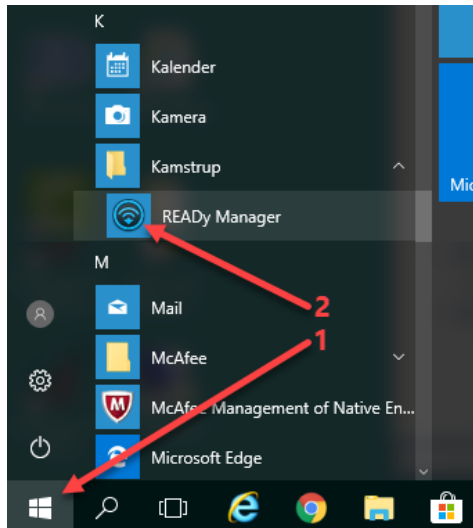 K
Kalender
Kamera
Kamstrup
READy Manager
Mic
M
2
Mail
1
McAfee
McAfee Management of Native En...
Microsoft Edge